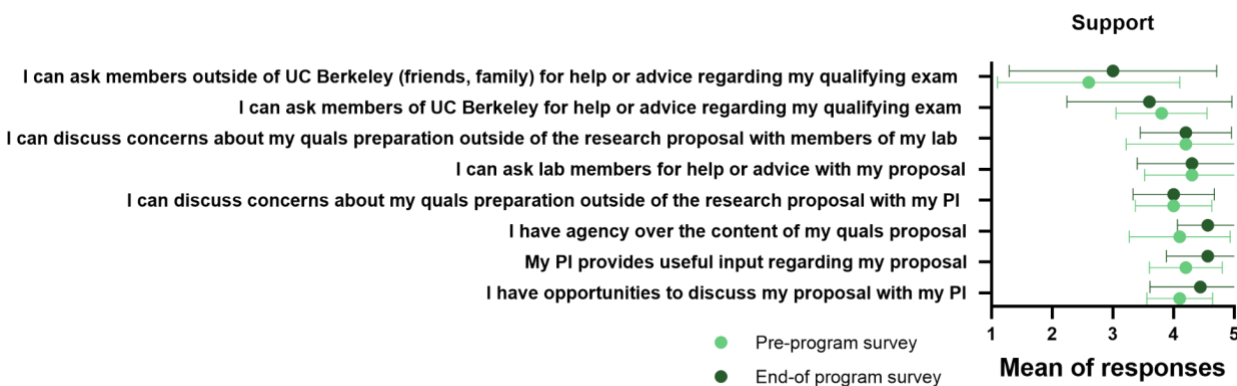 Support
I can ask members outside of UC Berkeley (friends, family) for help or advice regarding my qualifying exam
I can ask members of UC Berkeley for help or advice regarding my qualifying exam
I can discuss concerns about my quals preparation outside of the research proposal with members of my lab
I can ask lab members for help or advice with my proposal
I can discuss concerns about my quals preparation outside of the research proposal with my PI
I have agency over the content of my quals proposal
My PI provides useful input regarding my proposal
I have opportunities to discuss my proposal with my PI
1 2 3 4 5
Mean of responses
Pre-program survey
End-of program survey